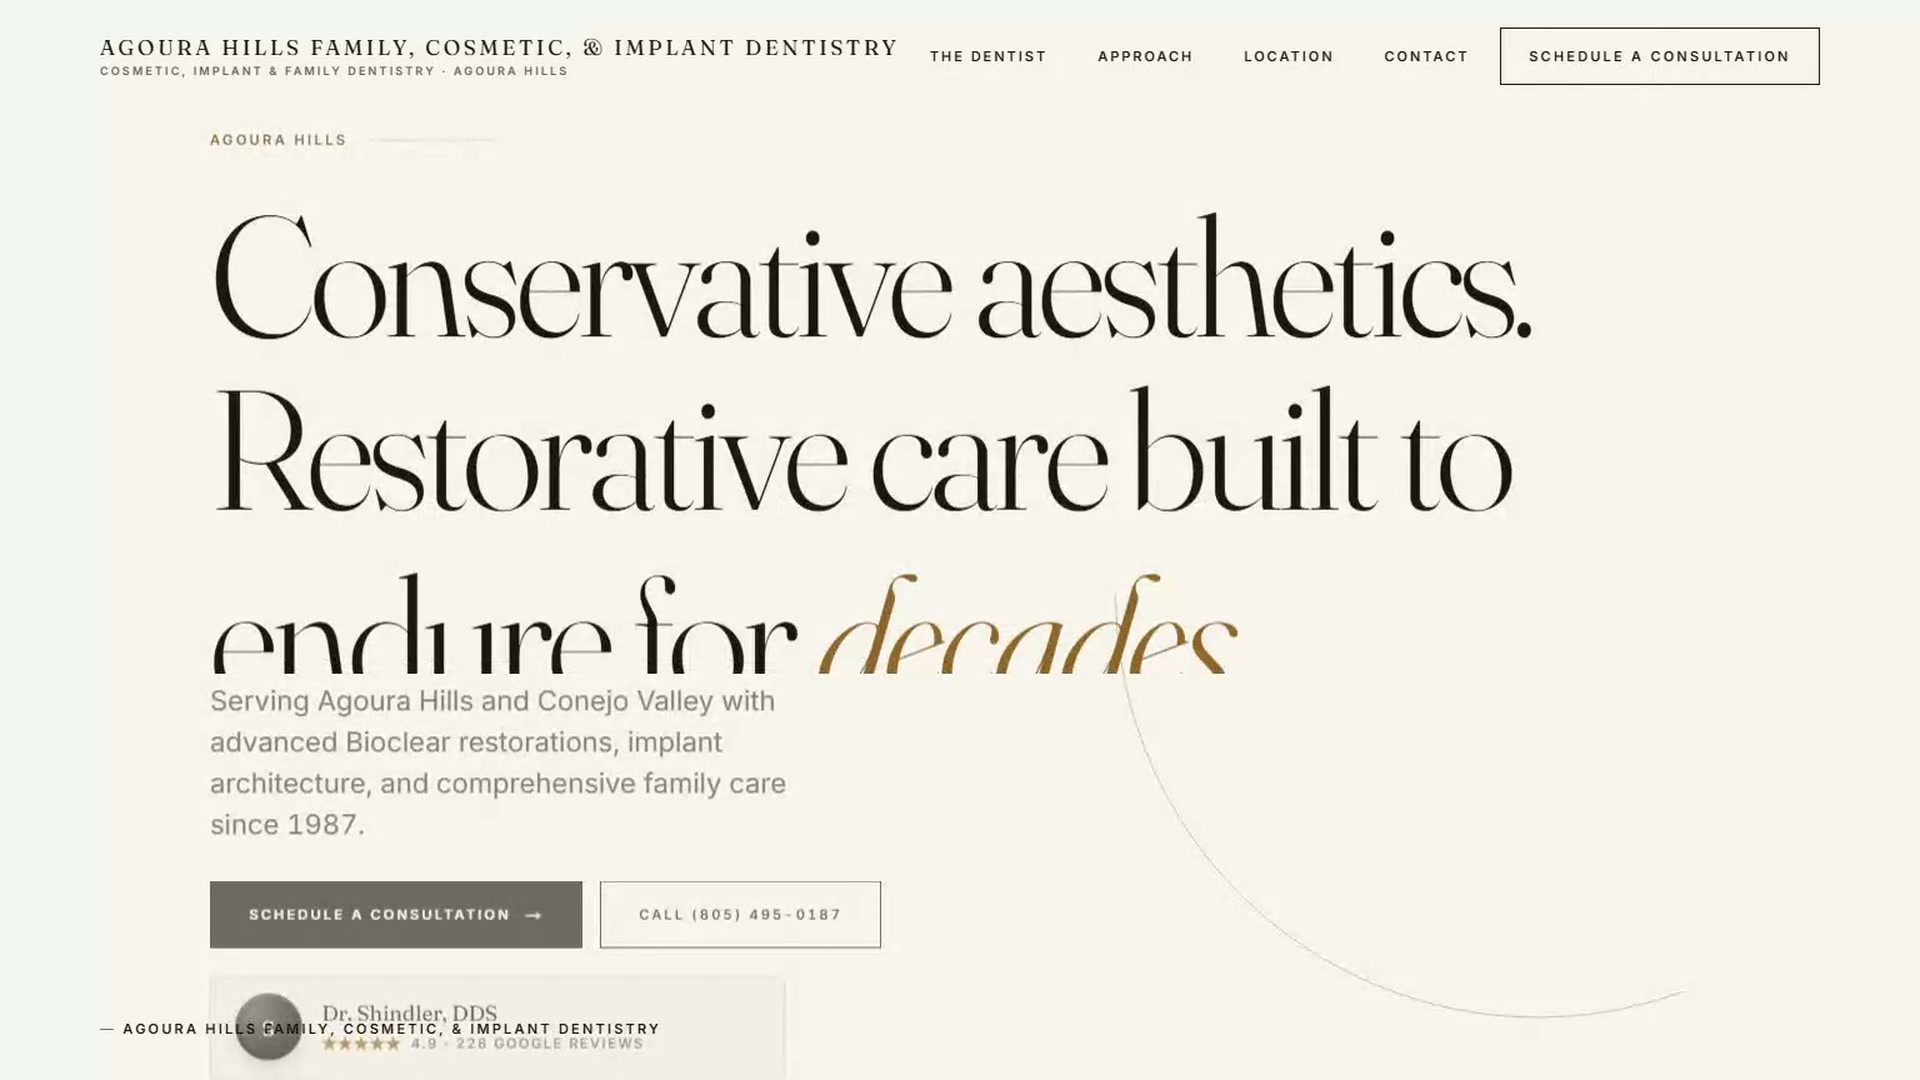 AGOURA HILLS FAMILY, COSMETIC, & IMPLANT DENTISTRY
COSMETIC, IMPLANT & FAMILY DENTISTRY · AGOURA HILLS
THE DENTIST
APPROACH
LOCATION
CONTACT
SCHEDULE A CONSULTATION
AGOURA HILLS
Conservative aesthetics.
Restorative care built to
endure for decades
Serving Agoura Hills and Conejo Valley with
advanced Bioclear restorations, implant
architecture, and comprehensive family care
since 1987.
SCHEDULE A CONSULTATION →
CALL (805) 495-0187
S
Dr. Shindler, DDS
★★★★★ 4.9 · 226 GOOGLE REVIEWS
— AGOURA HILLS FAMILY, COSMETIC, & IMPLANT DENTISTRY